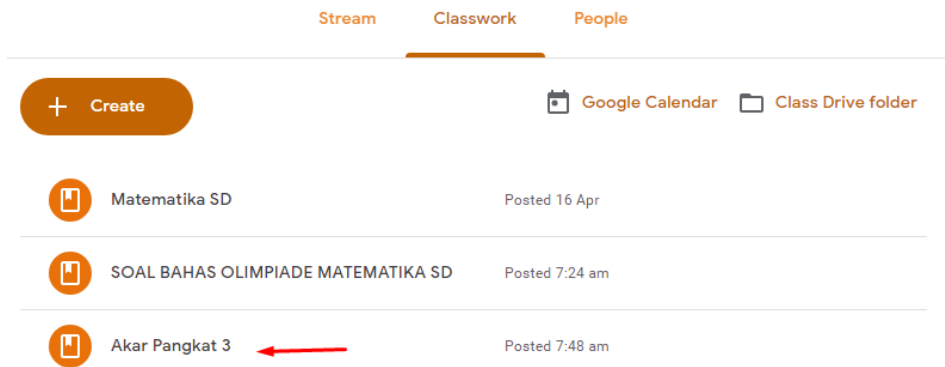 Stream Classwork People
+ Create Google Calendar Class Drive folder
Matematika SD Posted 16 Apr
SOAL BAHAS OLIMPIADE MATEMATIKA SD Posted 7:24 am
Akar Pangkat 3 Posted 7:48 am